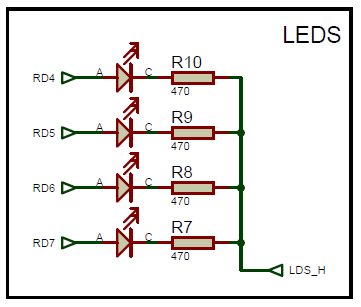 LEDS
R10
RD4 A C
470
R9
RD5 A C
470
R8
RD6 A C
470
R7
RD7 A C
470
LDS_H